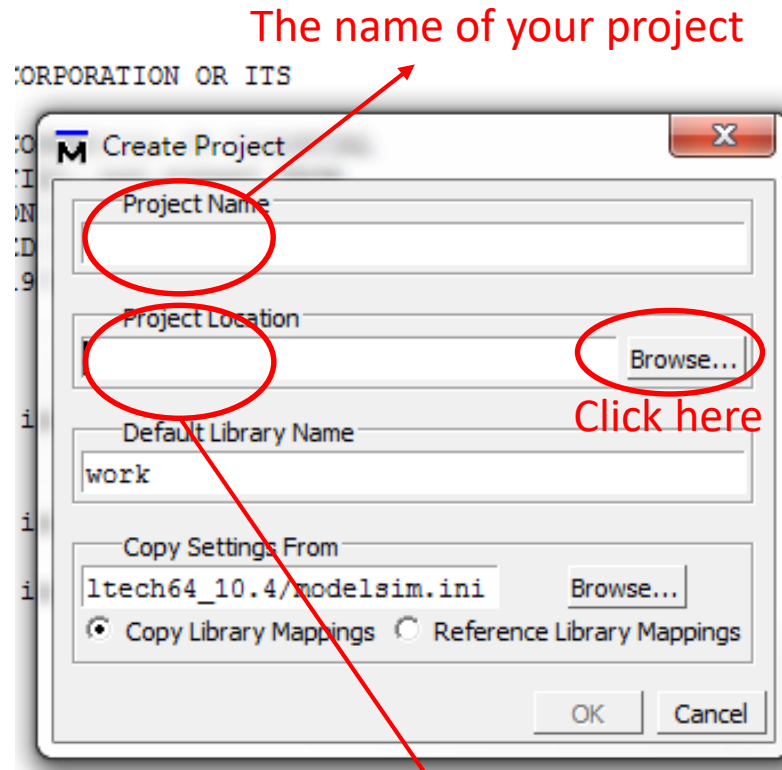 The name of your project
CORPORATION OR ITS
Create Project
Project Name
Project Location
Browse...
Click here
Default Library Name
work
Copy Settings From
ltech64_10.4/modelsim.ini
Browse...
Copy Library Mappings
Reference Library Mappings
OK
Cancel